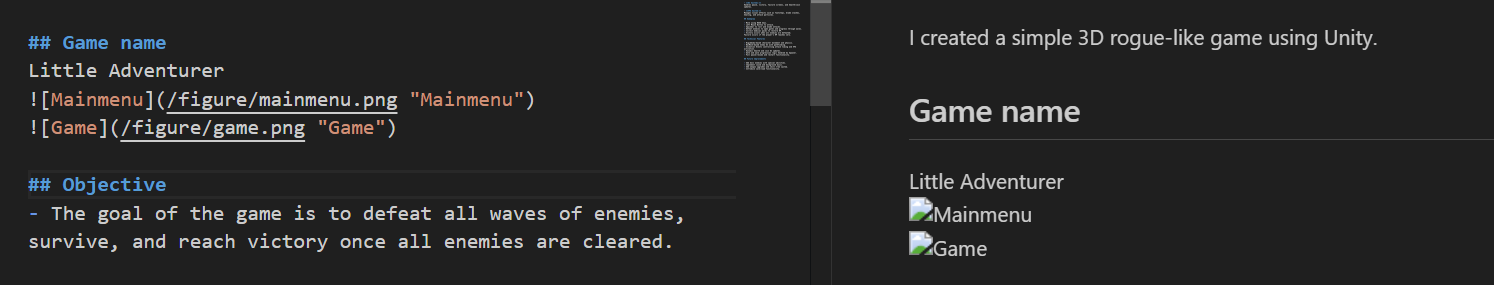 ## Game name
Little Adventurer
![Mainmenu](/figure/mainmenu.png "Mainmenu")
![Game](/figure/game.png "Game")
## Objective
- The goal of the game is to defeat all waves of enemies,
survive, and reach victory once all enemies are cleared.
I created a simple 3D rogue-like game using Unity.
Game name
Little Adventurer
Mainmenu
Game